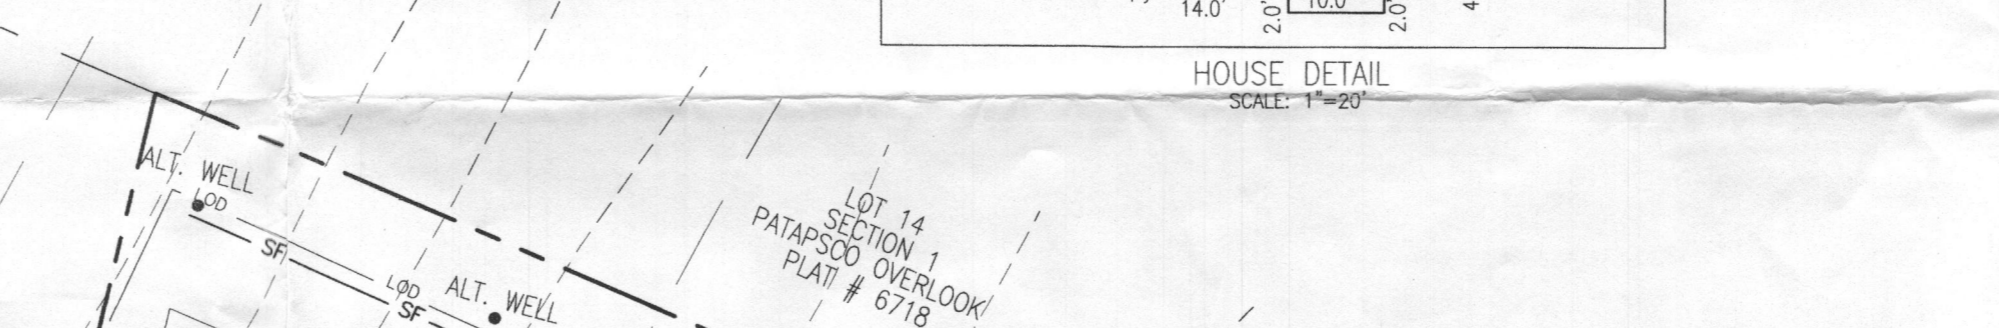 14.0'
2.0'
10.0'
2.0'
HOUSE DETAIL
SCALE: 1"=20'
ALT. WELL
LOD
SF
LOD
SF
ALT. WELL
LOT 14
SECTION 1
PATAPSCO OVERLOOK
PLAT # 6718